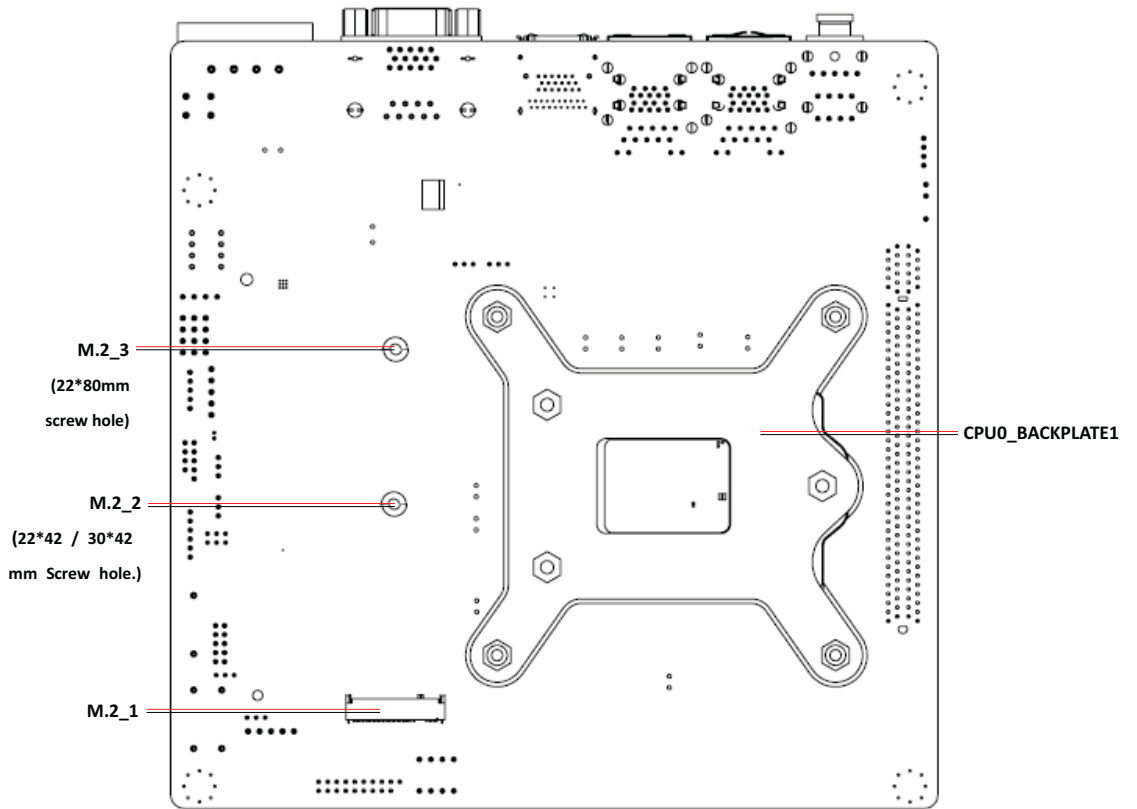 M.2_3
(22*80mm
screw hole)
CPU0_BACKPLATE1
M.2_2
(22*42 / 30*42
mm Screw hole.)
M.2_1